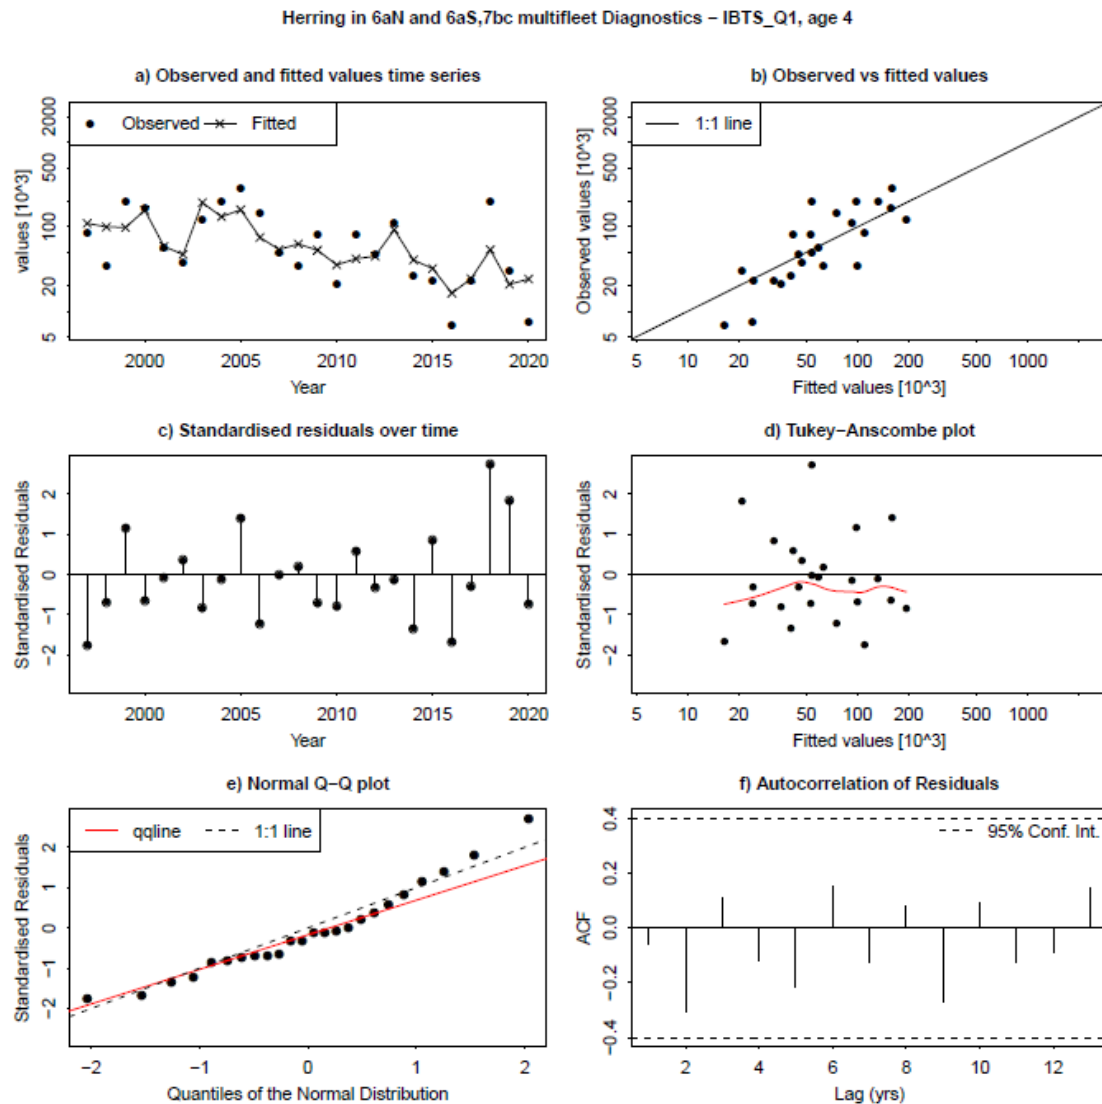 Herring in 6aN and 6aS,7bc multifleet Diagnostics − IBTS_Q1, age 4
a) Observed and fitted values time series
Observed
Fitted
values [10^3]
2000
500
100
20
5
2000 2005 2010 2015 2020
Year
b) Observed vs fitted values
1:1 line
Observed values [10^3]
2000
500
100
20
5
5 10 20 50 100 200 500 1000
Fitted values [10^3]
c) Standardised residuals over time
Standardised Residuals
2
1
0
−1
−2
2000 2005 2010 2015 2020
Year
d) Tukey−Anscombe plot
Standardised Residuals
2
1
0
−1
−2
5 10 20 50 100 200 500 1000
Fitted values [10^3]
e) Normal Q−Q plot
qqline
1:1 line
Standardised Residuals
2
1
0
−1
−2
−2 −1 0 1 2
Quantiles of the Normal Distribution
f) Autocorrelation of Residuals
95% Conf. Int.
ACF
0.4
0.2
0.0
−0.2
−0.4
2 4 6 8 10 12
Lag (yrs)